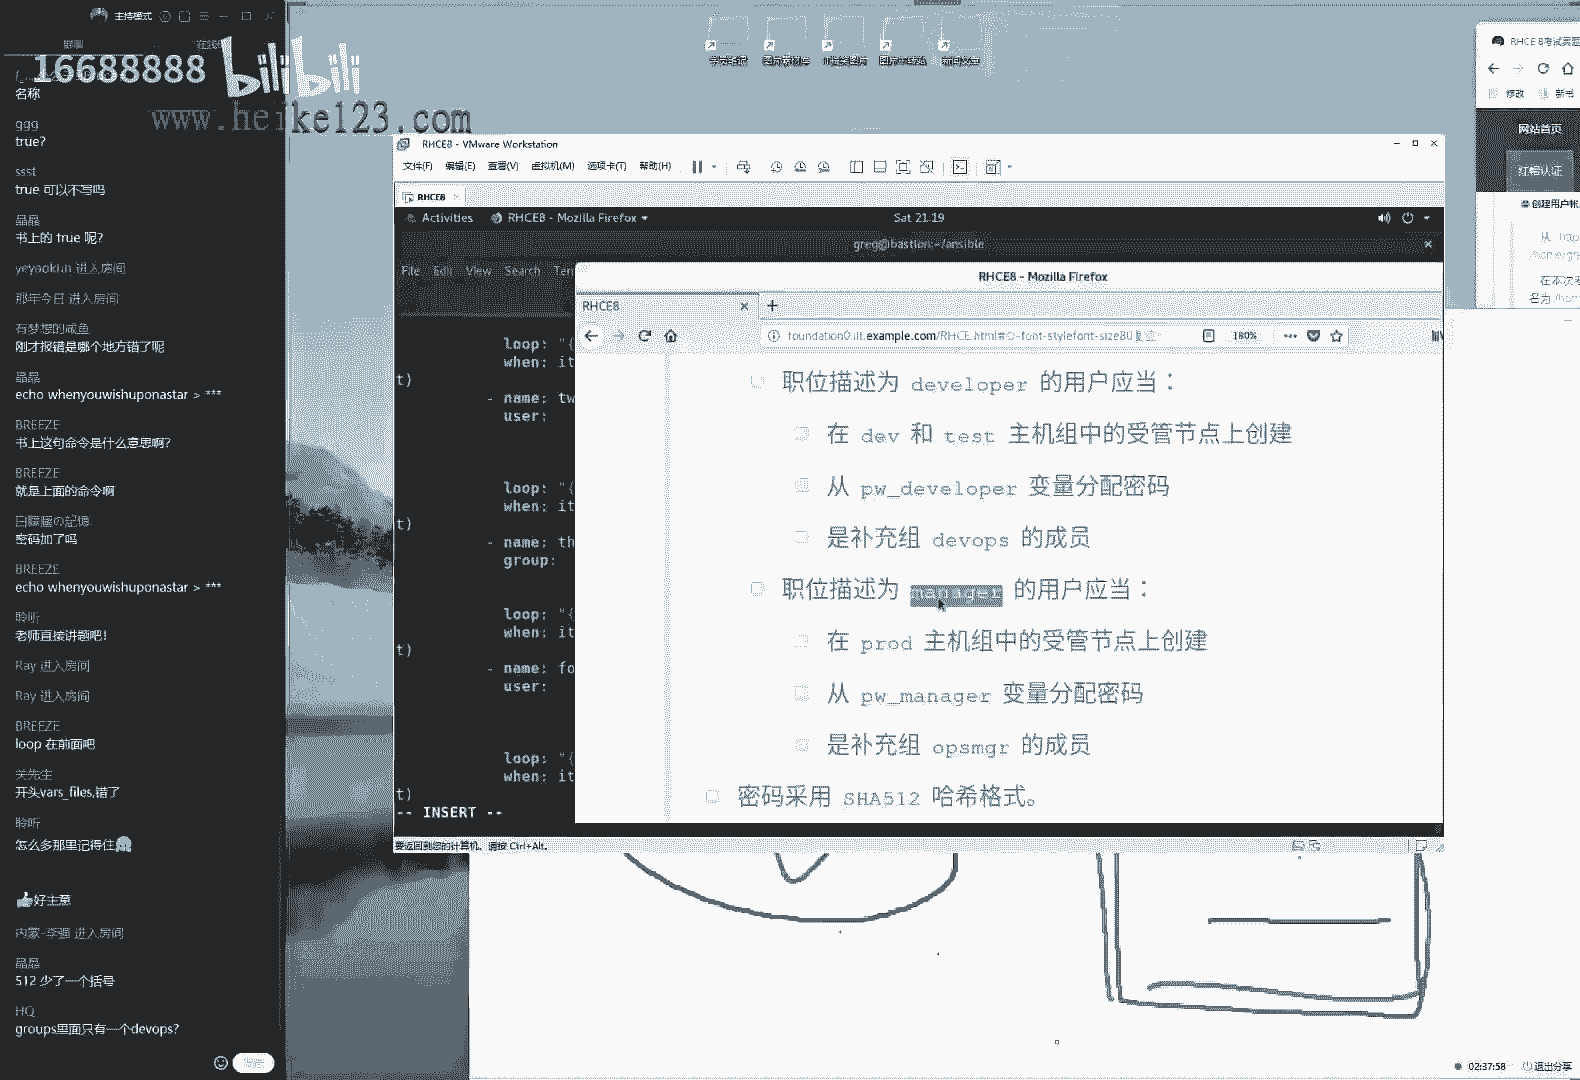 主持模式
16688888 bilibili
www.heike123.com
名称
ggg
true?
ssst
true 可以不写吗
晶晶
书上的 true 呢?
yeyaokun 进入房间
那年今日 进入房间
有梦想的咸鱼
刚才报错是哪个地方错了呢
晶晶
echo whenyouwishuponastar > ***
BREEZE
书上这句命令是什么意思啊?
BREEZE
就是上面的命令啊
密码加了吗
BREEZE
echo whenyouwishuponastar > ***
聆听
老师直接讲题吧!
Ray 进入房间
Ray 进入房间
BREEZE
loop 在前面吧
关先生
开头vars_files,错了
聆听
怎么多那里记得住
好主意
内蒙-李强 进入房间
晶晶
512 少了一个括号
HQ
groups里面只有一个devops?
RHCE8 - VMware Workstation
文件(F) 编辑(E) 查看(V) 虚拟机(M) 选项卡(T) 帮助(H)
RHCE8
Activities RHCE8 - Mozilla Firefox Sat 21:19
greg@bastion:~/ansible
File Edit View Search Ter
loop: "{
when: it
t)
- name: tw
user:
loop: "{
when: it
t)
- name: th
group:
loop: "{
when: it
t)
- name: fo
user:
loop: "{
when: it
t)
-- INSERT --
RHCE8 - Mozilla Firefox
RHCE8
180%
职位描述为 developer 的用户应当：
在 dev 和 test 主机组中的受管节点上创建
从 pw_developer 变量分配密码
是补充组 devops 的成员
职位描述为 manager 的用户应当：
在 prod 主机组中的受管节点上创建
从 pw_manager 变量分配密码
是补充组 opsmgr 的成员
密码采用 SHA512 哈希格式。
要返回到您的计算机，请按 Ctrl+Alt。
RHCE 8考试真题
修改 新书
网站首页
红帽认证
创建用户帐
在本次考
02:37:58 退出分享